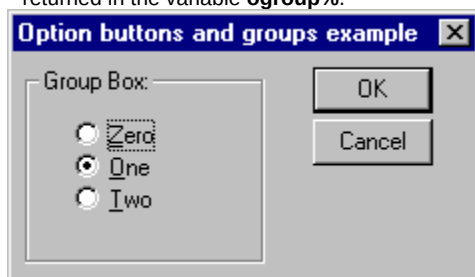 returned in the variable ogroup%.
Option buttons and groups example
Group Box:
Zero
One
Two
OK
Cancel